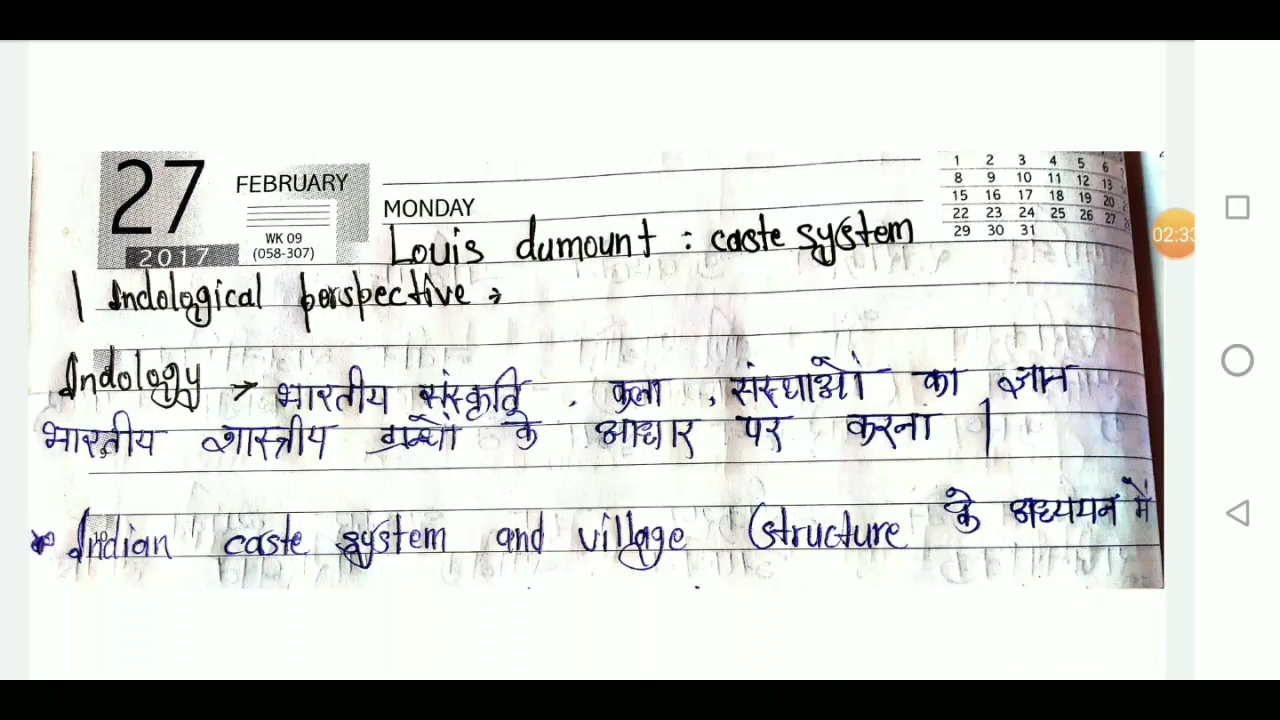 27
FEBRUARY
MONDAY
WK 09
(058-307)
2017
1 2 3 4 5 6
8 9 10 11 12 13
15 16 17 18 19 20
22 23 24 25 26 27
29 30 31
02:33
Louis dumount : caste system
Indological perspective →
Indology → भारतीय संस्कृति , कला , संस्थाओं का ज्ञान
भारतीय शास्त्रीय ग्रन्थों के आधार पर करना |
* Indian caste system and village (structure के अध्ययन में